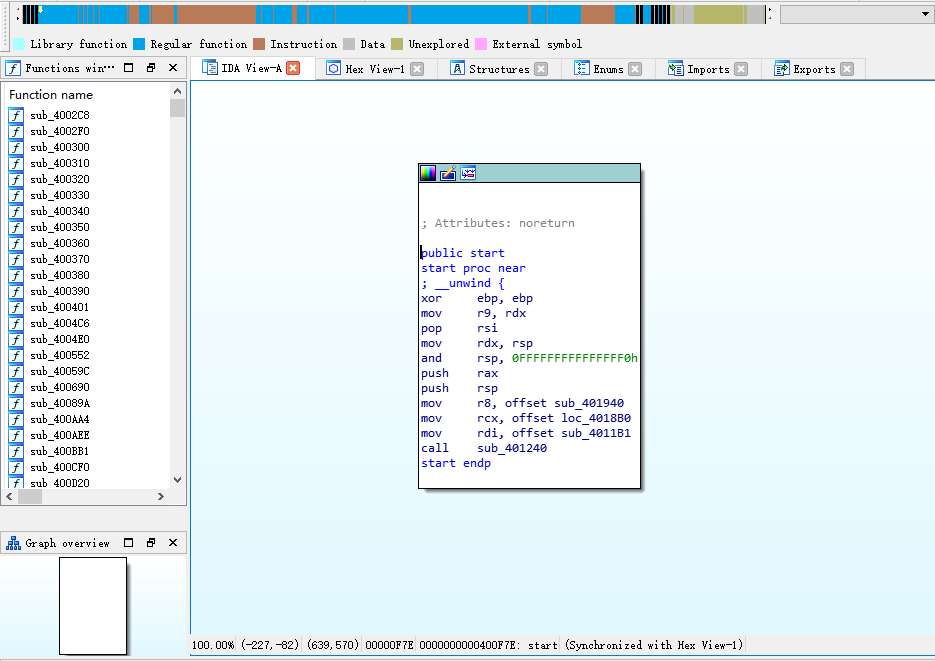 Library function Regular function Instruction Data Unexplored External symbol
Functions win··· IDA View-A Hex View-1 Structures Enums Imports Exports
Function name
sub_4002C8
sub_4002F0
sub_400300
sub_400310
sub_400320
sub_400330
sub_400340
sub_400350
sub_400360
sub_400370
sub_400380
sub_400390
sub_400401
sub_4004C6
sub_4004E0
sub_400552
sub_40059C
sub_400690
sub_40089A
sub_400AA4
sub_400AEE
sub_400BB1
sub_400CF0
sub_400D20
; Attributes: noreturn
public start
start proc near
; __unwind {
xor ebp, ebp
mov r9, rdx
pop rsi
mov rdx, rsp
and rsp, 0FFFFFFFFFFFFFFF0h
push rax
push rsp
mov r8, offset sub_401940
mov rcx, offset loc_4018B0
mov rdi, offset sub_4011B1
call sub_401240
start endp
Graph overview
100.00% (-227,-82) (639,570) 00000F7E 0000000000400F7E: start (Synchronized with Hex View-1)